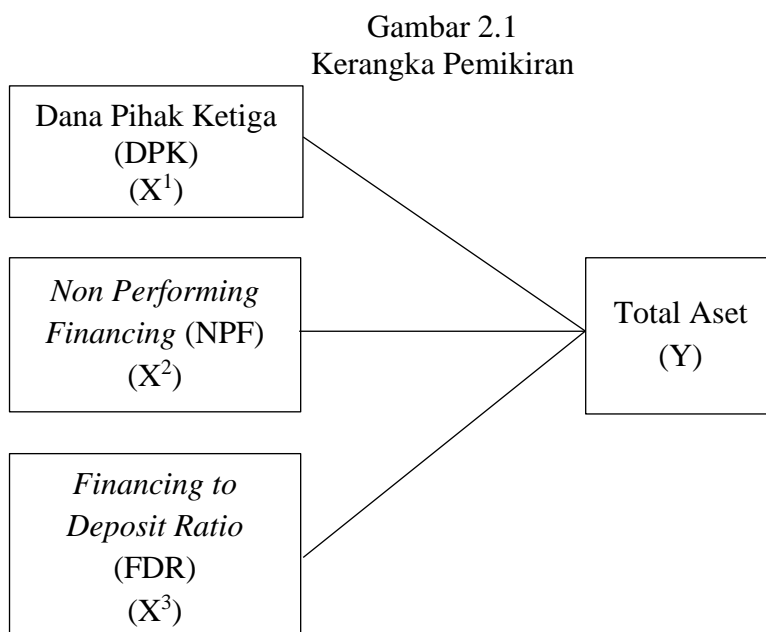 Gambar 2.1
Kerangka Pemikiran
Dana Pihak Ketiga
(DPK)
(X¹)
Non Performing
Financing (NPF)
(X²)
Financing to
Deposit Ratio
(FDR)
(X³)
Total Aset
(Y)